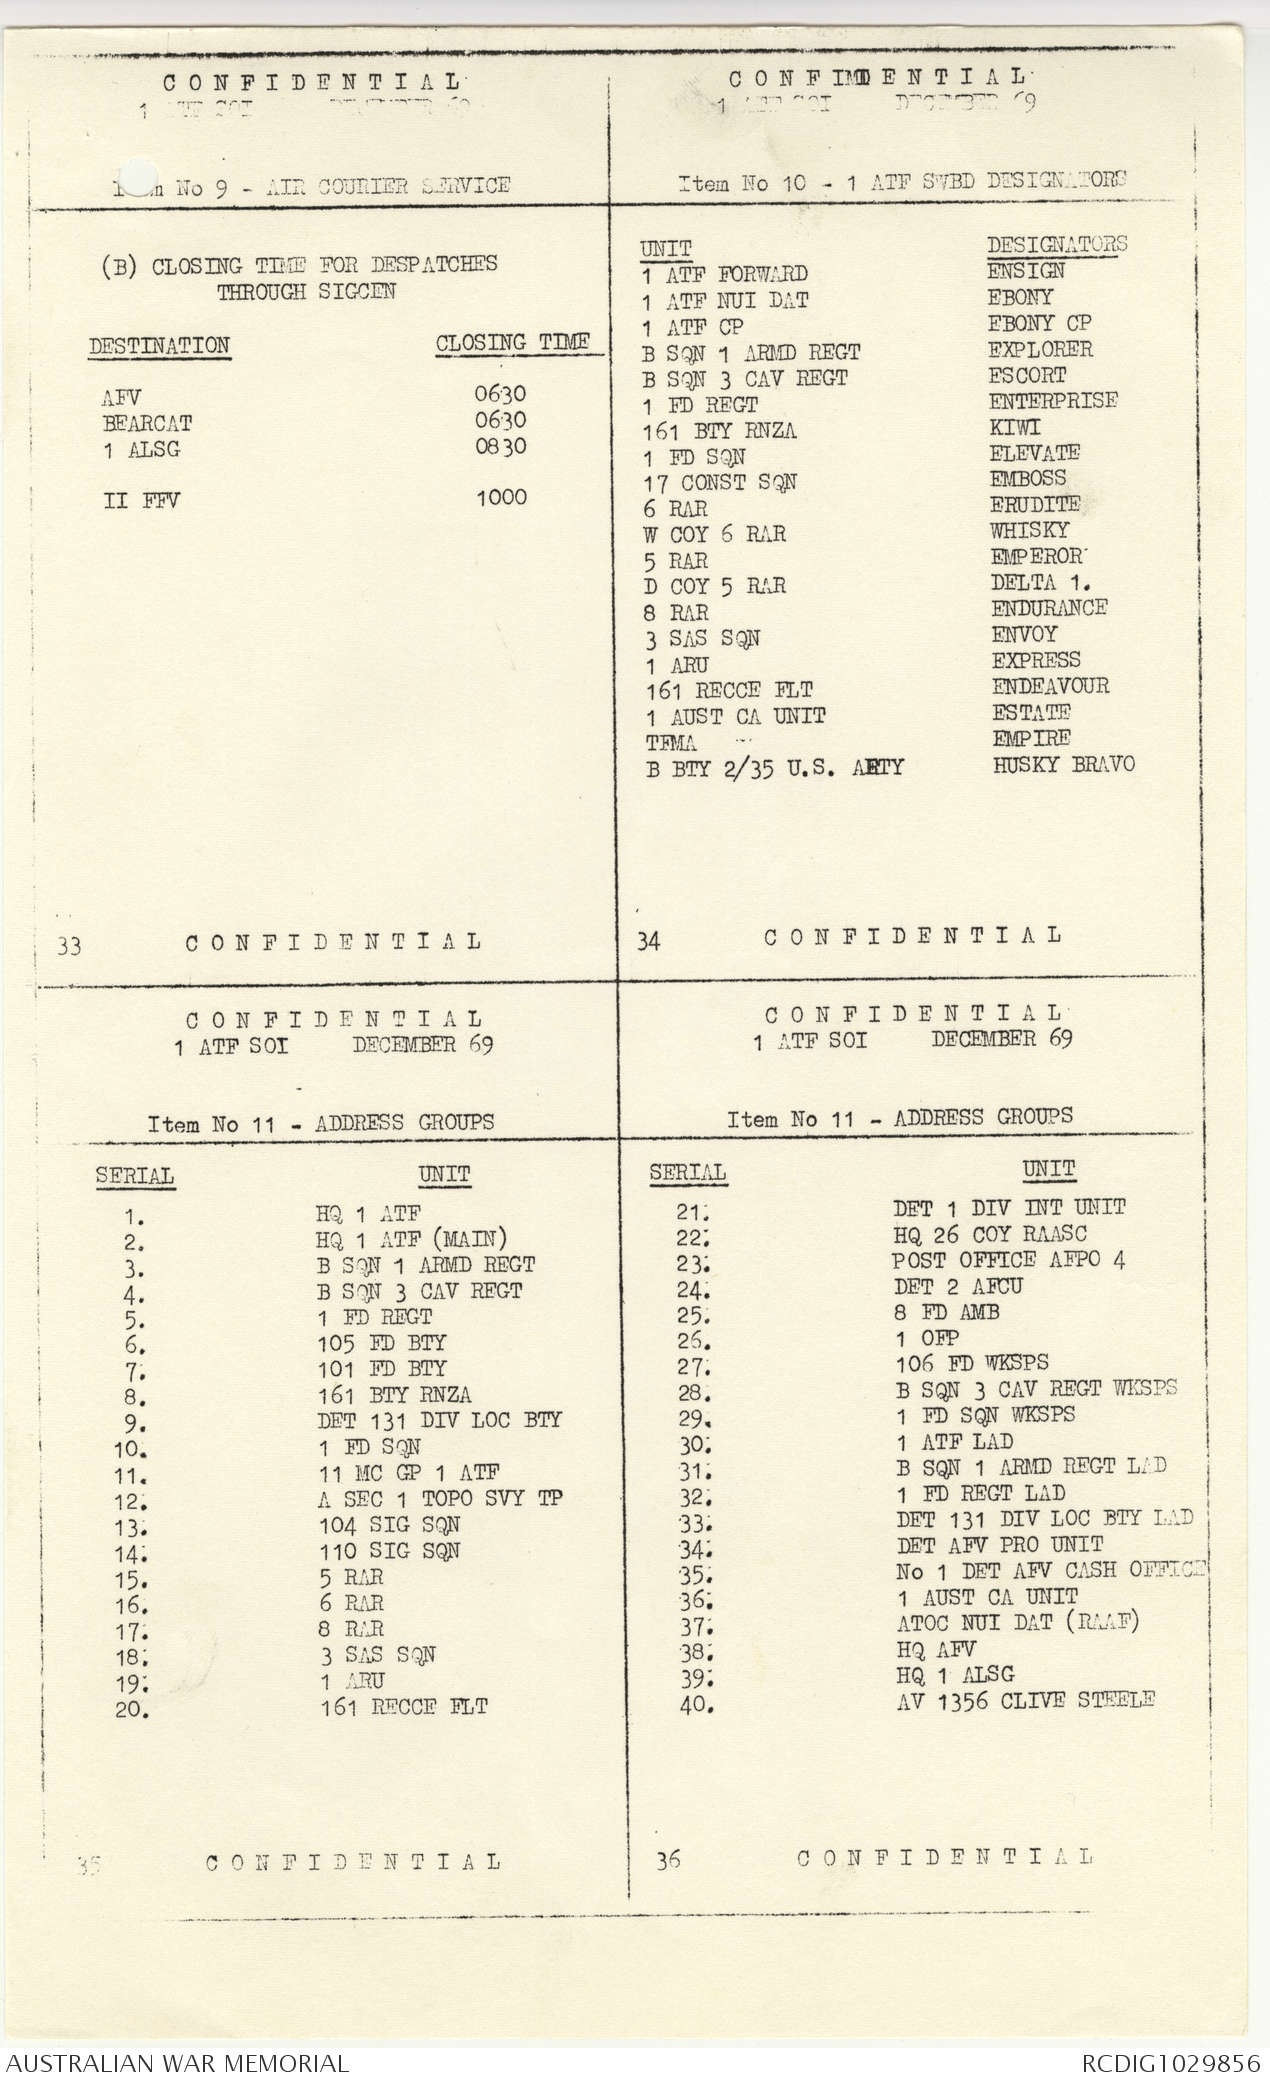 CONFIDENTIAL
1 ATF SOI DECEMBER 69
Item No 9 - AIR COURIER SERVICE
(B) CLOSING TIME FOR DESPATCHES
THROUGH SIGCEN
DESTINATION CLOSING TIME
AFV 0630
BEARCAT 0630
1 ALSG 0830
II FFV 1000
33 CONFIDENTIAL
CONFIDENTIAL
1 ATF SOI DECEMBER 69
Item No 10 - 1 ATF SWBD DESIGNATORS
UNIT DESIGNATORS
1 ATF FORWARD ENSIGN
1 ATF NUI DAT EBONY
1 ATF CP EBONY CP
B SQN 1 ARMD REGT EXPLORER
B SQN 3 CAV REGT ESCORT
1 FD REGT ENTERPRISE
161 BTY RNZA KIWI
1 FD SQN ELEVATE
17 CONST SQN EMBOSS
6 RAR ERUDITE
W COY 6 RAR WHISKY
5 RAR EMPEROR
D COY 5 RAR DELTA 1.
8 RAR ENDURANCE
3 SAS SQN ENVOY
1 ARU EXPRESS
161 RECCE FLT ENDEAVOUR
1 AUST CA UNIT ESTATE
TFMA EMPIRE
B BTY 2/35 U.S. ARTY HUSKY BRAVO
34 CONFIDENTIAL
CONFIDENTIAL
1 ATF SOI DECEMBER 69
Item No 11 - ADDRESS GROUPS
SERIAL UNIT
1. HQ 1 ATF
2. HQ 1 ATF (MAIN)
3. B SQN 1 ARMD REGT
4. B SQN 3 CAV REGT
5. 1 FD REGT
6. 105 FD BTY
7. 101 FD BTY
8. 161 BTY RNZA
9. DET 131 DIV LOC BTY
10. 1 FD SQN
11. 11 MC GP 1 ATF
12. A SEC 1 TOPO SVY TP
13. 104 SIG SQN
14. 110 SIG SQN
15. 5 RAR
16. 6 RAR
17. 8 RAR
18. 3 SAS SQN
19. 1 ARU
20. 161 RECCE FLT
35 CONFIDENTIAL
CONFIDENTIAL
1 ATF SOI DECEMBER 69
Item No 11 - ADDRESS GROUPS
SERIAL UNIT
21. DET 1 DIV INT UNIT
22. HQ 26 COY RAASC
23. POST OFFICE AFPO 4
24. DET 2 AFCU
25. 8 FD AMB
26. 1 OFP
27. 106 FD WKSPS
28. B SQN 3 CAV REGT WKSPS
29. 1 FD SQN WKSPS
30. 1 ATF LAD
31. B SQN 1 ARMD REGT LAD
32. 1 FD REGT LAD
33. DET 131 DIV LOC BTY LAD
34. DET AFV PRO UNIT
35. No 1 DET AFV CASH OFFICE
36. 1 AUST CA UNIT
37. ATOC NUI DAT (RAAF)
38. HQ AFV
39. HQ 1 ALSG
40. AV 1356 CLIVE STEELE
36 CONFIDENTIAL
AUSTRALIAN WAR MEMORIAL RCDIG1029856